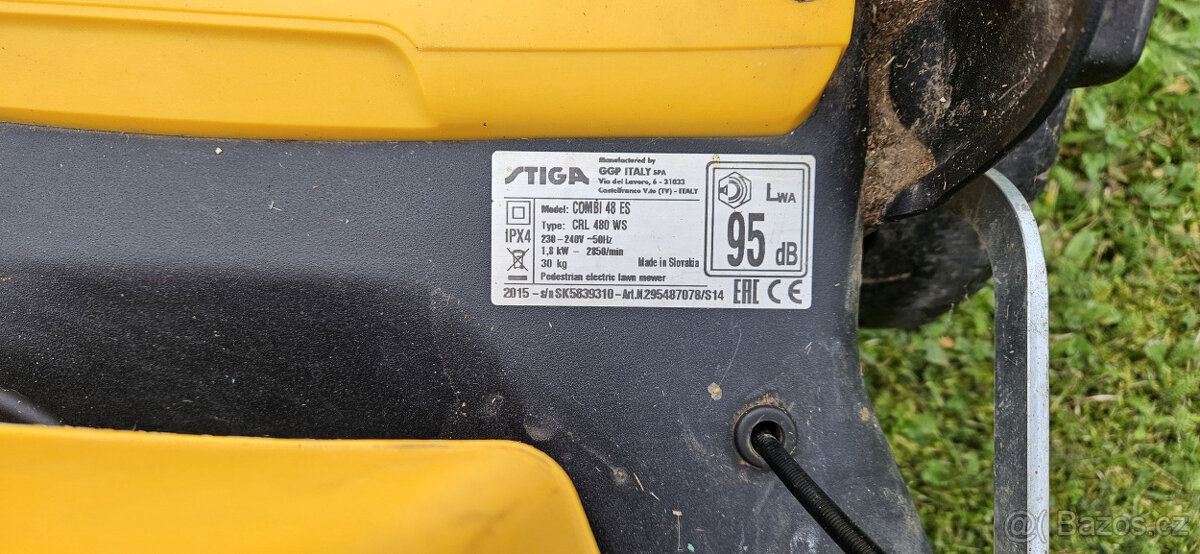 STIGA
Manufactured by
GGP ITALY SPA
Via del Lavoro, 6 - 31033
Castelfranco V.to (TV) - ITALY
IPX4
Model: COMBI 48 ES
Type: CRL 480 WS
230-240V ~50Hz
1,8 kW - 2850/min
30 kg
Made in Slovakia
Pedestrian electric lawn mower
2015 - s/n SK5839310-Art.N.295487078/S14
LWA
95 dB
EAC CE
Bazos.cz